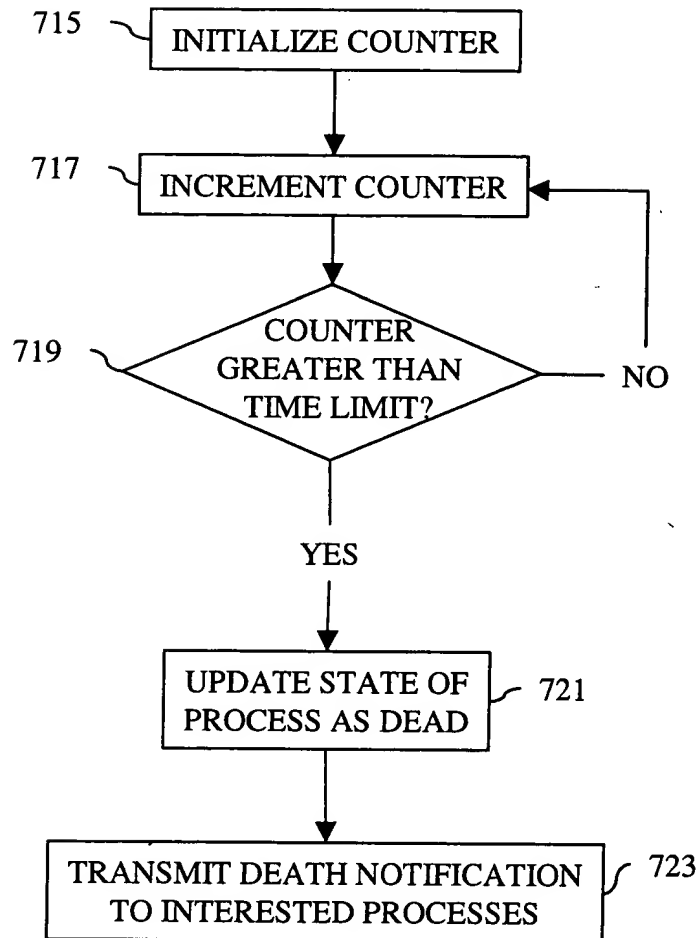 715
INITIALIZE COUNTER
717
INCREMENT COUNTER
719
COUNTER
GREATER THAN
TIME LIMIT?
NO
YES
UPDATE STATE OF
PROCESS AS DEAD
721
TRANSMIT DEATH NOTIFICATION
TO INTERESTED PROCESSES
723